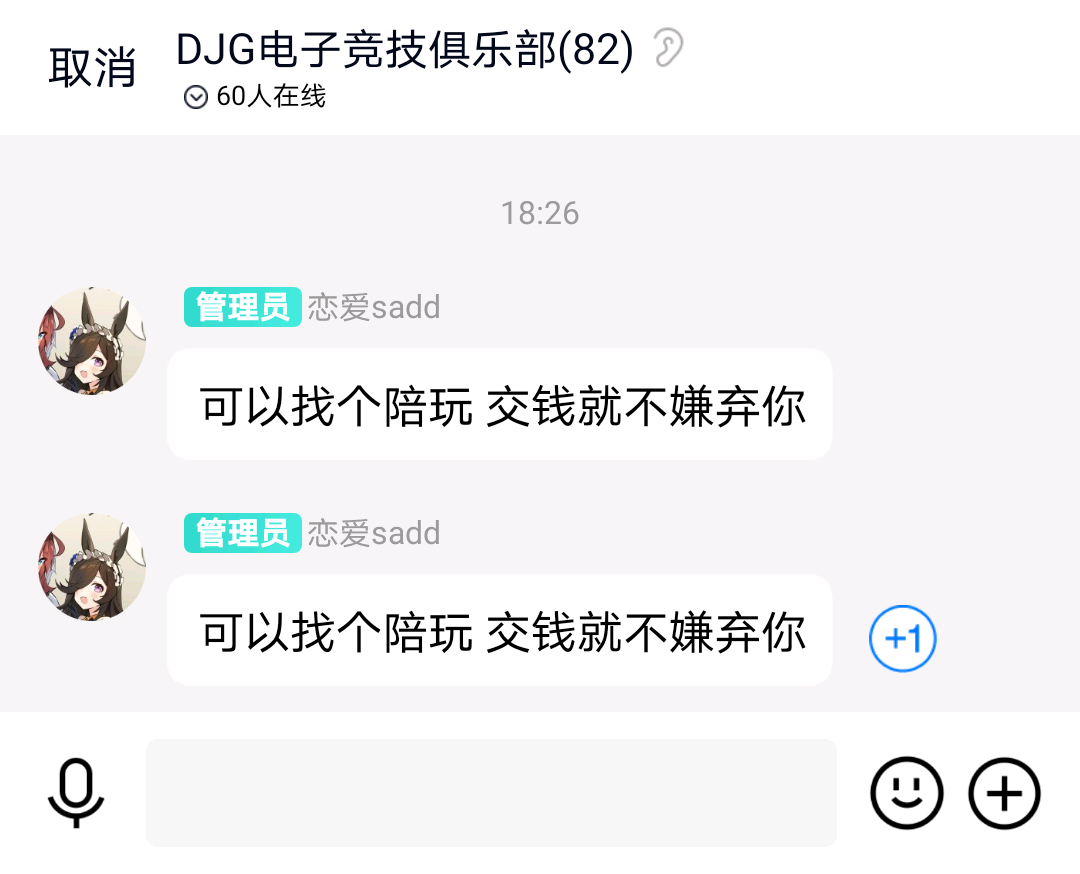 取消
DJG电子竞技俱乐部(82)
60人在线
18:26
管理员 恋爱sadd
可以找个陪玩 交钱就不嫌弃你
管理员 恋爱sadd
可以找个陪玩 交钱就不嫌弃你
+1